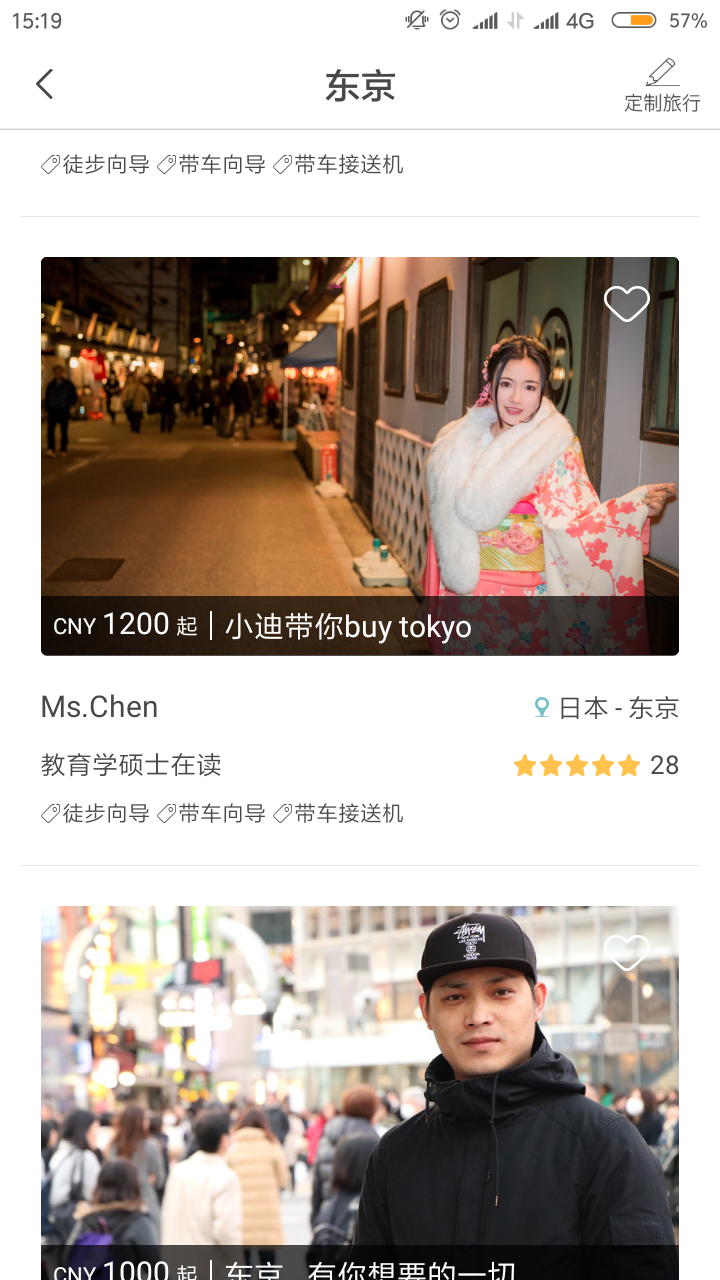 15:19 4G 57%
东京
定制旅行
徒步向导 带车向导 带车接送机
CNY 1200 起 | 小迪带你buy tokyo
Ms.Chen
日本 - 东京
教育学硕士在读
28
徒步向导 带车向导 带车接送机
CNY 1000 起 | 东京，有你想要的一切